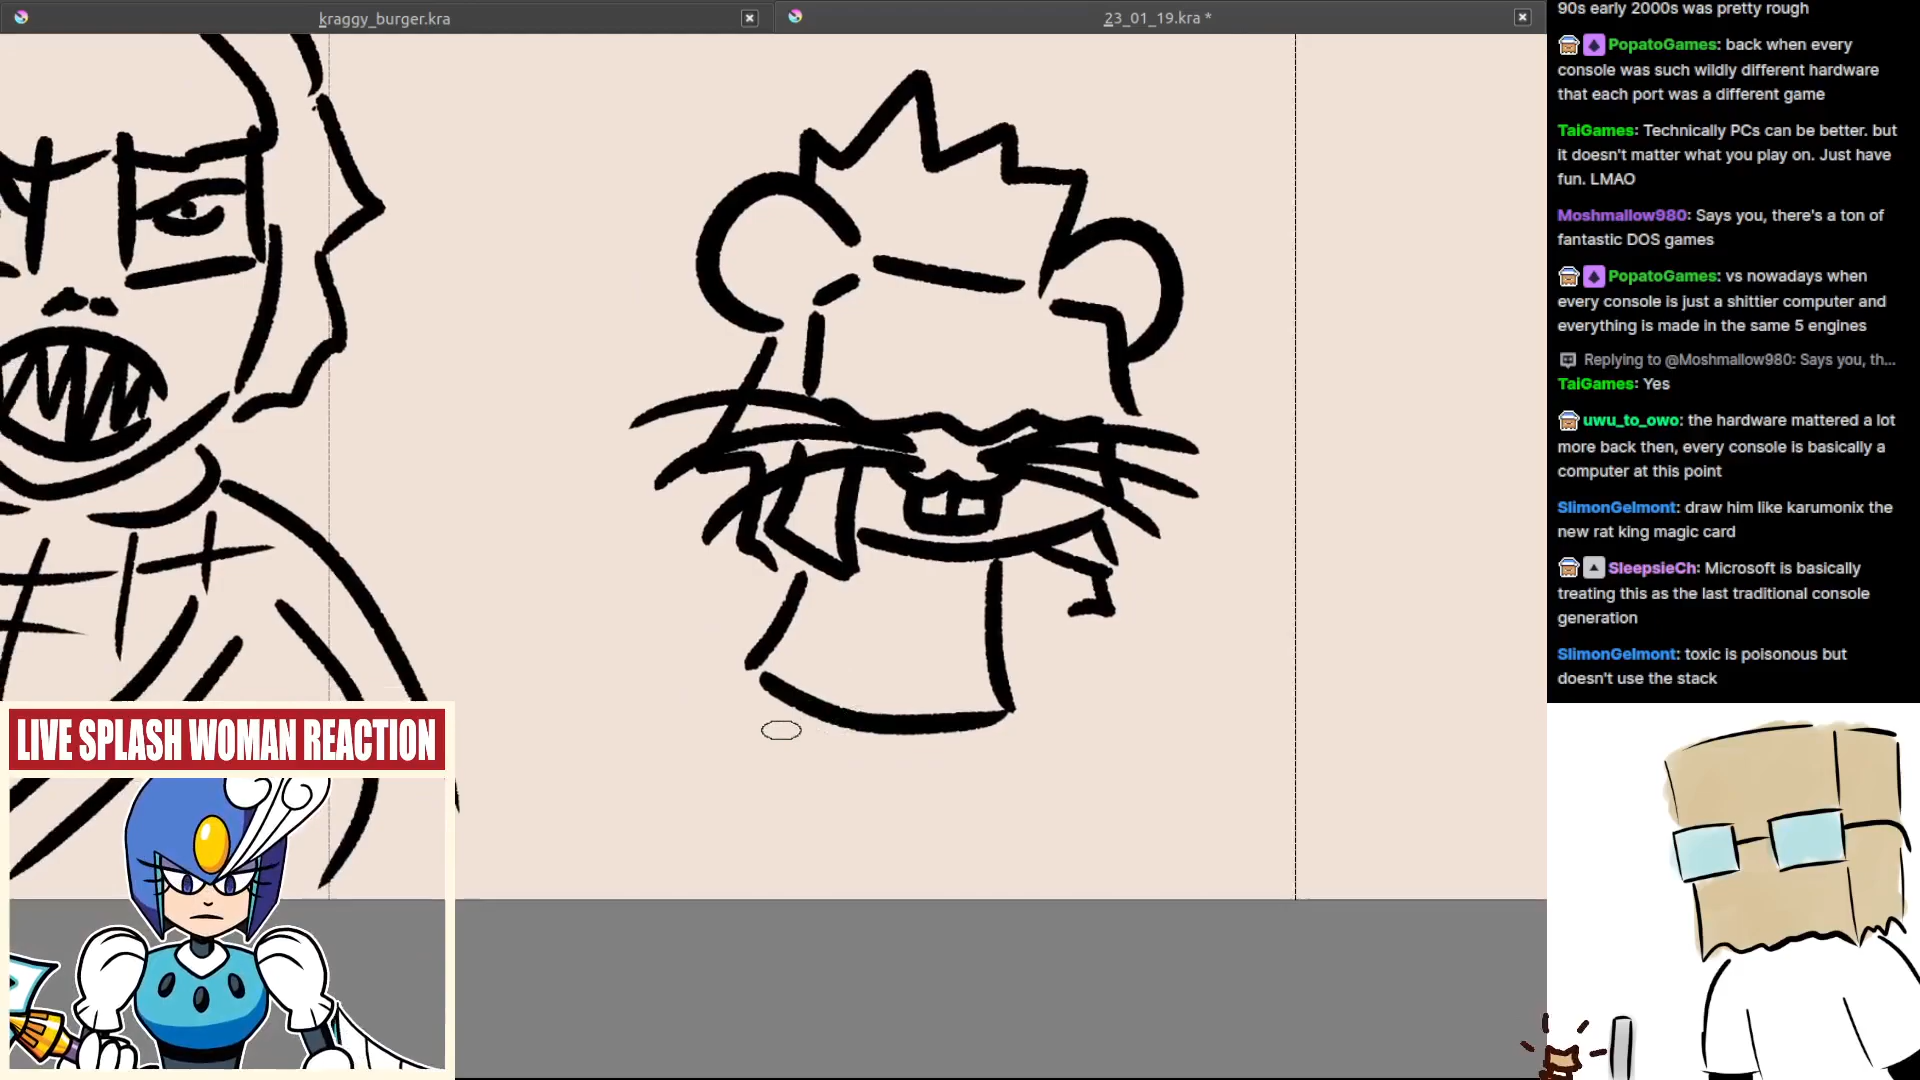 kraggy_burger.kra
23_01_19.kra *
90s early 2000s was pretty rough
PopatoGames: back when every
console was such wildly different hardware
that each port was a different game
TaiGames: Technically PCs can be better. but
it doesn't matter what you play on. Just have
fun. LMAO
Moshmallow980: Says you, there's a ton of
fantastic DOS games
PopatoGames: vs nowadays when
every console is just a shittier computer and
everything is made in the same 5 engines
Replying to @Moshmallow980: Says you, th...
TaiGames: Yes
uwu_to_owo: the hardware mattered a lot
more back then, every console is basically a
computer at this point
SlimonGelmont: draw him like karumonix the
new rat king magic card
SleepsieCh: Microsoft is basically
treating this as the last traditional console
generation
SlimonGelmont: toxic is poisonous but
doesn't use the stack
LIVE SPLASH WOMAN REACTION